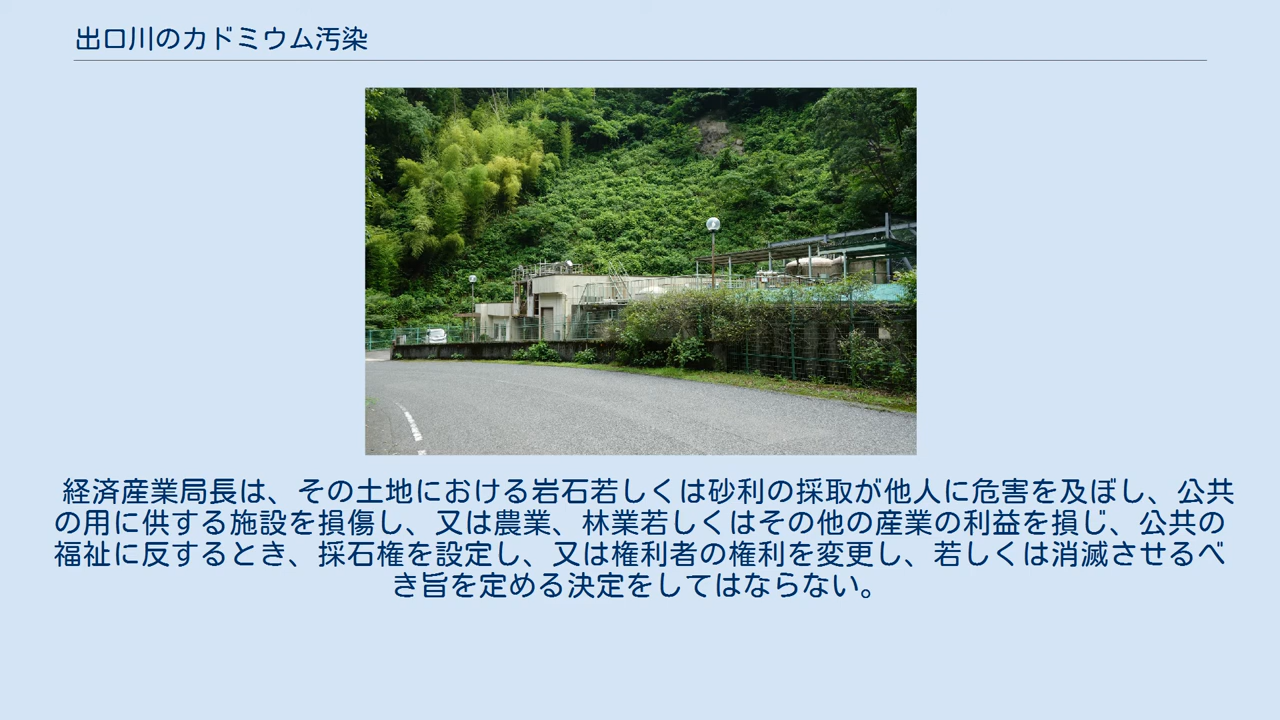 出口川のカドミウム汚染
経済産業局長は、その土地における岩石若しくは砂利の採取が他人に危害を及ぼし、公共
の用に供する施設を損傷し、又は農業、林業若しくはその他の産業の利益を損じ、公共の
福祉に反するとき、採石権を設定し、又は権利者の権利を変更し、若しくは消滅させるべ
き旨を定める決定をしてはならない。